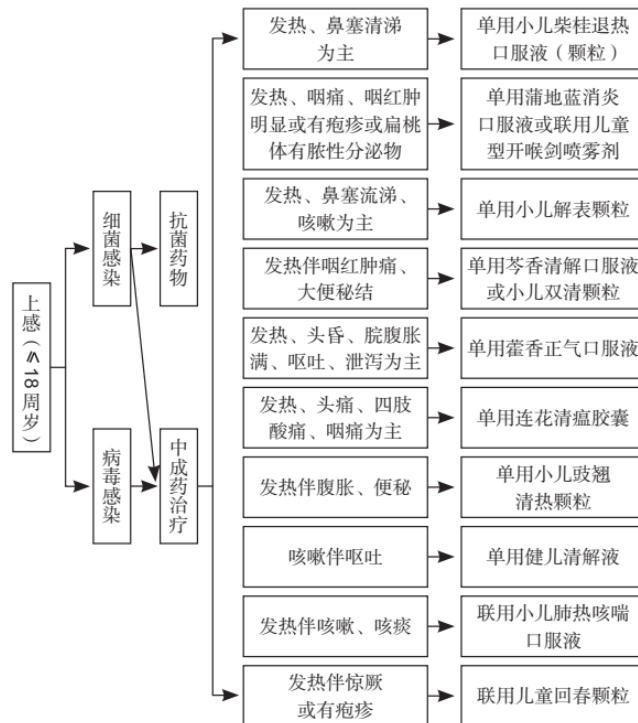 上感（≤18周岁）
细菌感染
病毒感染
抗菌药物
中成药治疗
发热、鼻塞清涕
为主
单用小儿柴桂退热
口服液（颗粒）
发热、咽痛、咽红肿
明显或有疱疹或扁桃
体有脓性分泌物
单用蒲地蓝消炎
口服液或联用儿童
型开喉剑喷雾剂
发热、鼻塞流涕、
咳嗽为主
单用小儿解表颗粒
发热伴咽红肿痛、
大便秘结
单用芩香清解口服液
或小儿双清颗粒
发热、头昏、脘腹胀
满、呕吐、泄泻为主
单用藿香正气口服液
发热、头痛、四肢
酸痛、咽痛为主
单用连花清瘟胶囊
发热伴腹胀、便秘
单用小儿豉翘
清热颗粒
咳嗽伴呕吐
单用健儿清解液
发热伴咳嗽、咳痰
联用小儿肺热咳喘
口服液
发热伴惊厥
或有疱疹
联用儿童回春颗粒